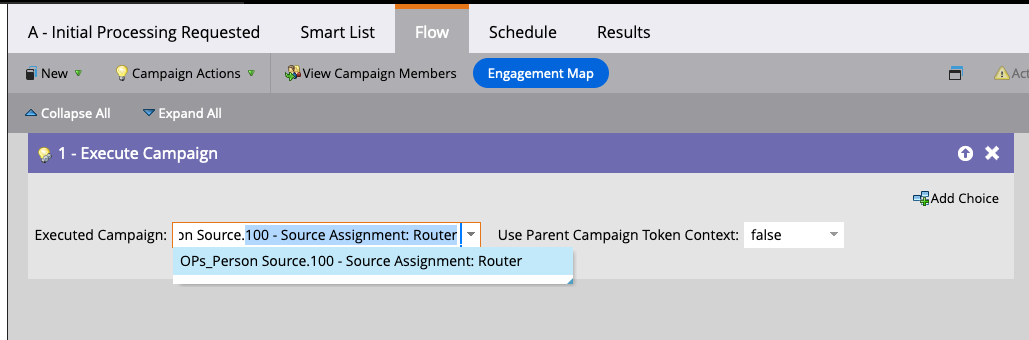 A - Initial Processing Requested Smart List Flow Schedule Results
New Campaign Actions View Campaign Members Engagement Map Act
Collapse All Expand All
1 - Execute Campaign
Add Choice
Executed Campaign: on Source.100 - Source Assignment: Router Use Parent Campaign Token Context: false
OPs_Person Source.100 - Source Assignment: Router